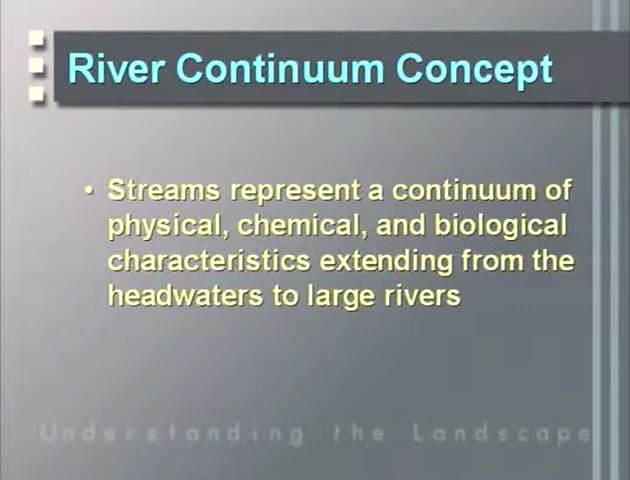 River Continuum Concept
• Streams represent a continuum of
physical, chemical, and biological
characteristics extending from the
headwaters to large rivers
Understanding the Landscape